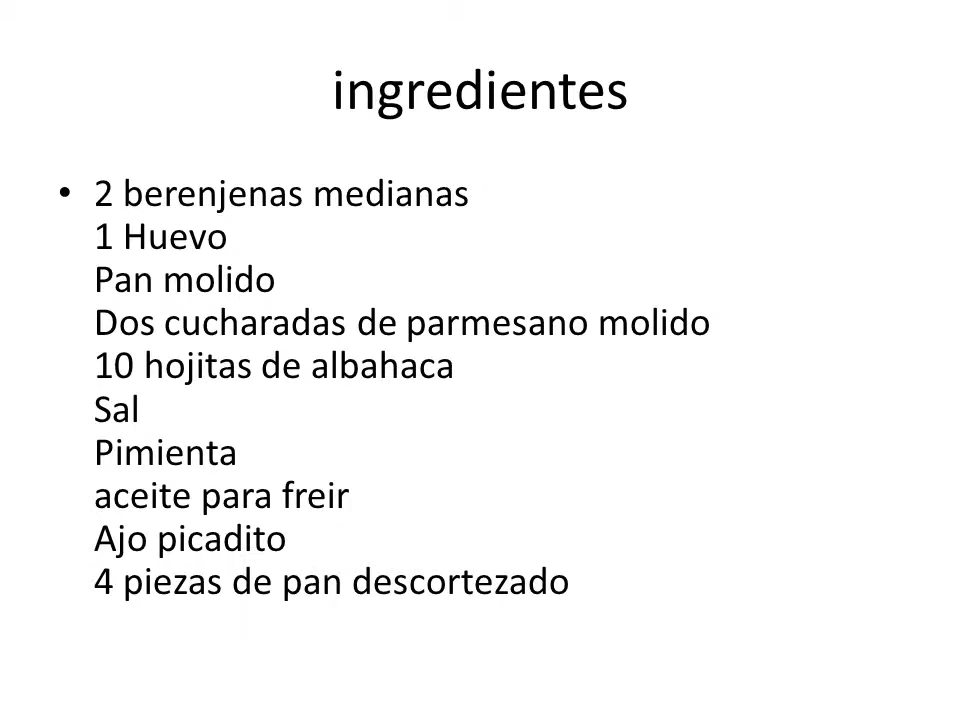 ingredientes
• 2 berenjenas medianas
1 Huevo
Pan molido
Dos cucharadas de parmesano molido
10 hojitas de albahaca
Sal
Pimienta
aceite para freir
Ajo picadito
4 piezas de pan descortezado